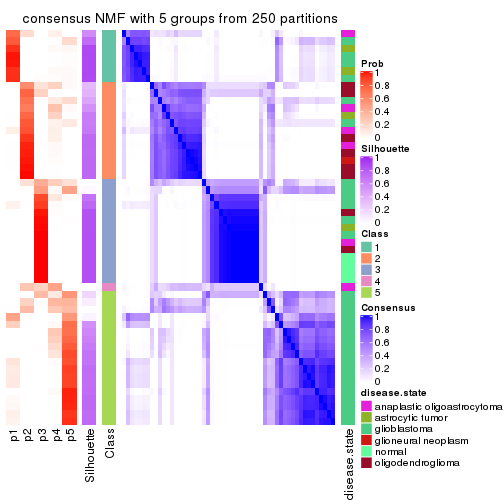 consensus NMF with 5 groups from 250 partitions
Prob
1
0.8
0.6
0.4
0.2
0
Silhouette
1
0.8
0.6
0.4
0.2
0
Class
1
2
3
4
5
Consensus
1
0.8
0.6
0.4
0.2
0
disease.state
anaplastic oligoastrocytoma
astrocytic tumor
glioblastoma
glioneural neoplasm
normal
oligodendroglioma
p1
p2
p3
p4
p5
Silhouette
Class
disease.state